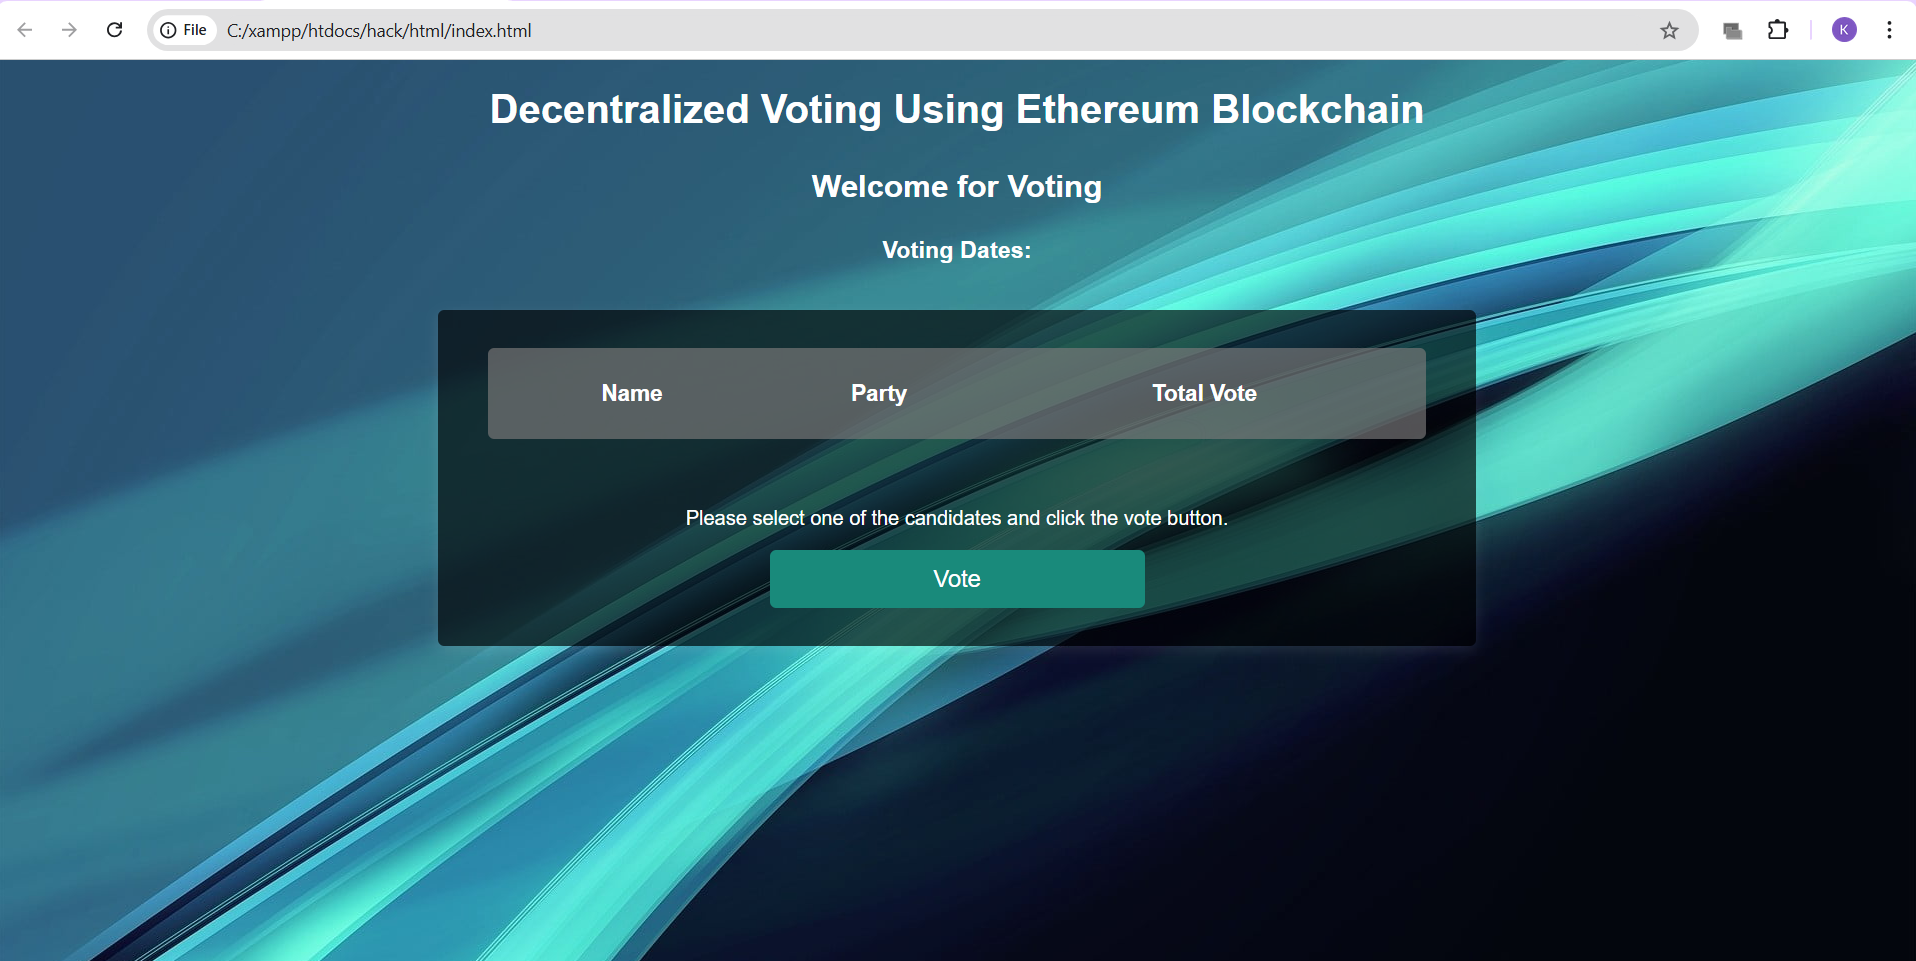 File C:/xampp/htdocs/hack/html/index.html
K
Decentralized Voting Using Ethereum Blockchain
Welcome for Voting
Voting Dates:
Name Party Total Vote
Please select one of the candidates and click the vote button.
Vote